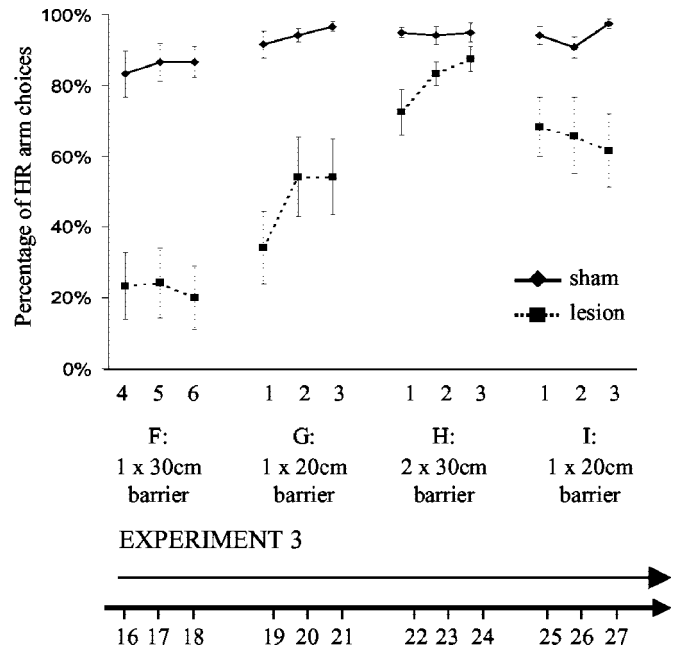 Percentage of HR arm choices
100%
80%
60%
40%
20%
0%
sham
lesion
4 5 6 1 2 3 1 2 3 1 2 3
F: G: H: I:
1 x 30cm 1 x 20cm 2 x 30cm 1 x 20cm
barrier barrier barrier barrier
EXPERIMENT 3
16 17 18 19 20 21 22 23 24 25 26 27